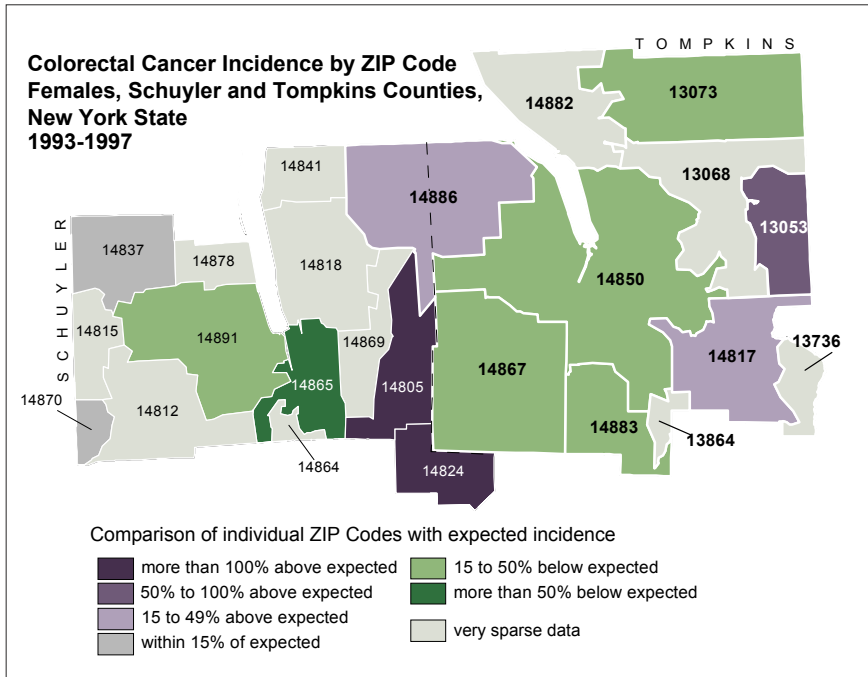 T O M P K I N S
Colorectal Cancer Incidence by ZIP Code
Females, Schuyler and Tompkins Counties,
New York State
1993-1997
14882
13073
14841
14886
13068
13053
S C H U Y L E R
14837
14878
14818
14850
14815
14891
14869
13736
14817
14867
14805
14865
14870
14812
14883
13864
14864
14824
Comparison of individual ZIP Codes with expected incidence
more than 100% above expected
50% to 100% above expected
15 to 49% above expected
within 15% of expected
15 to 50% below expected
more than 50% below expected
very sparse data